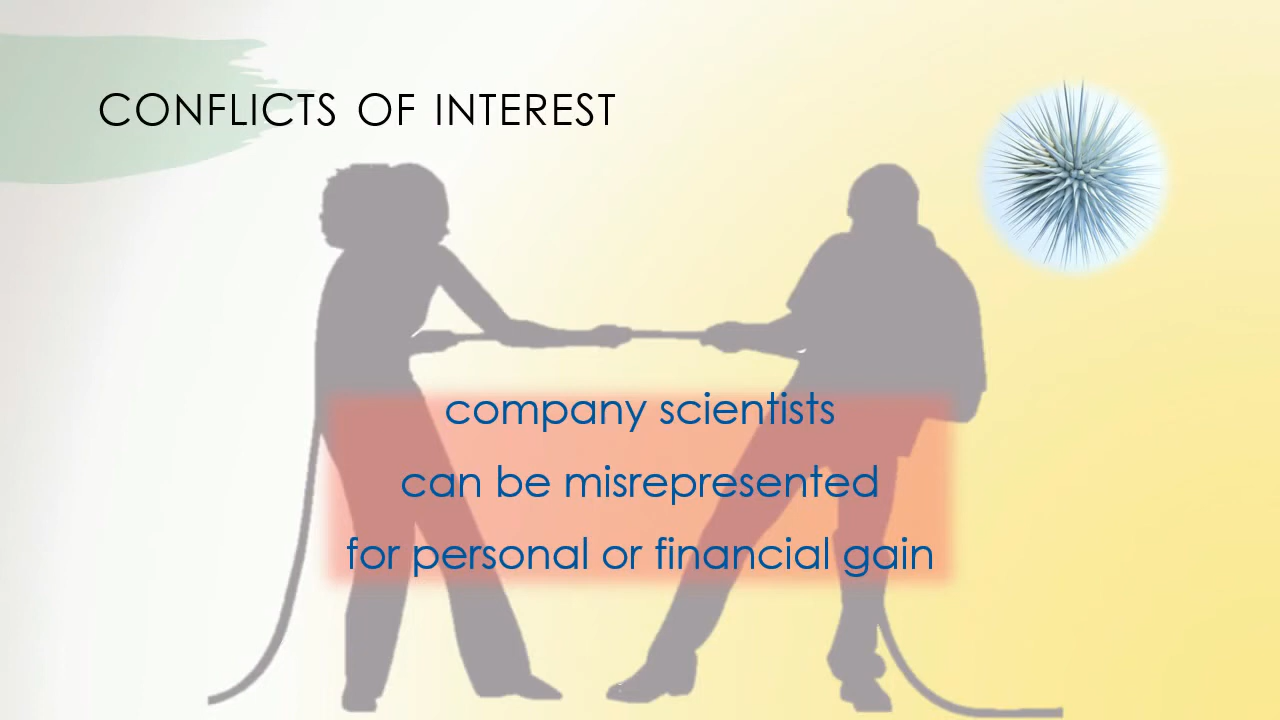 CONFLICTS OF INTEREST
company scientists
can be misrepresented
for personal or financial gain